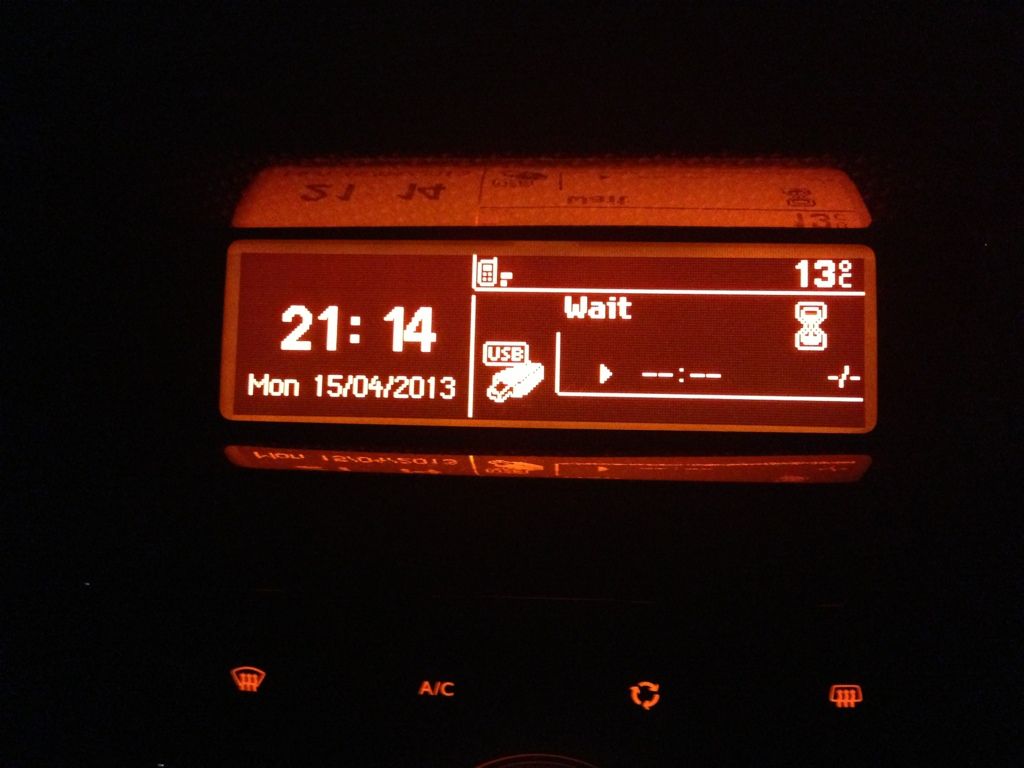 13°C
21:14
Wait
USB
--:-- -/-
Mon 15/04/2013
A/C